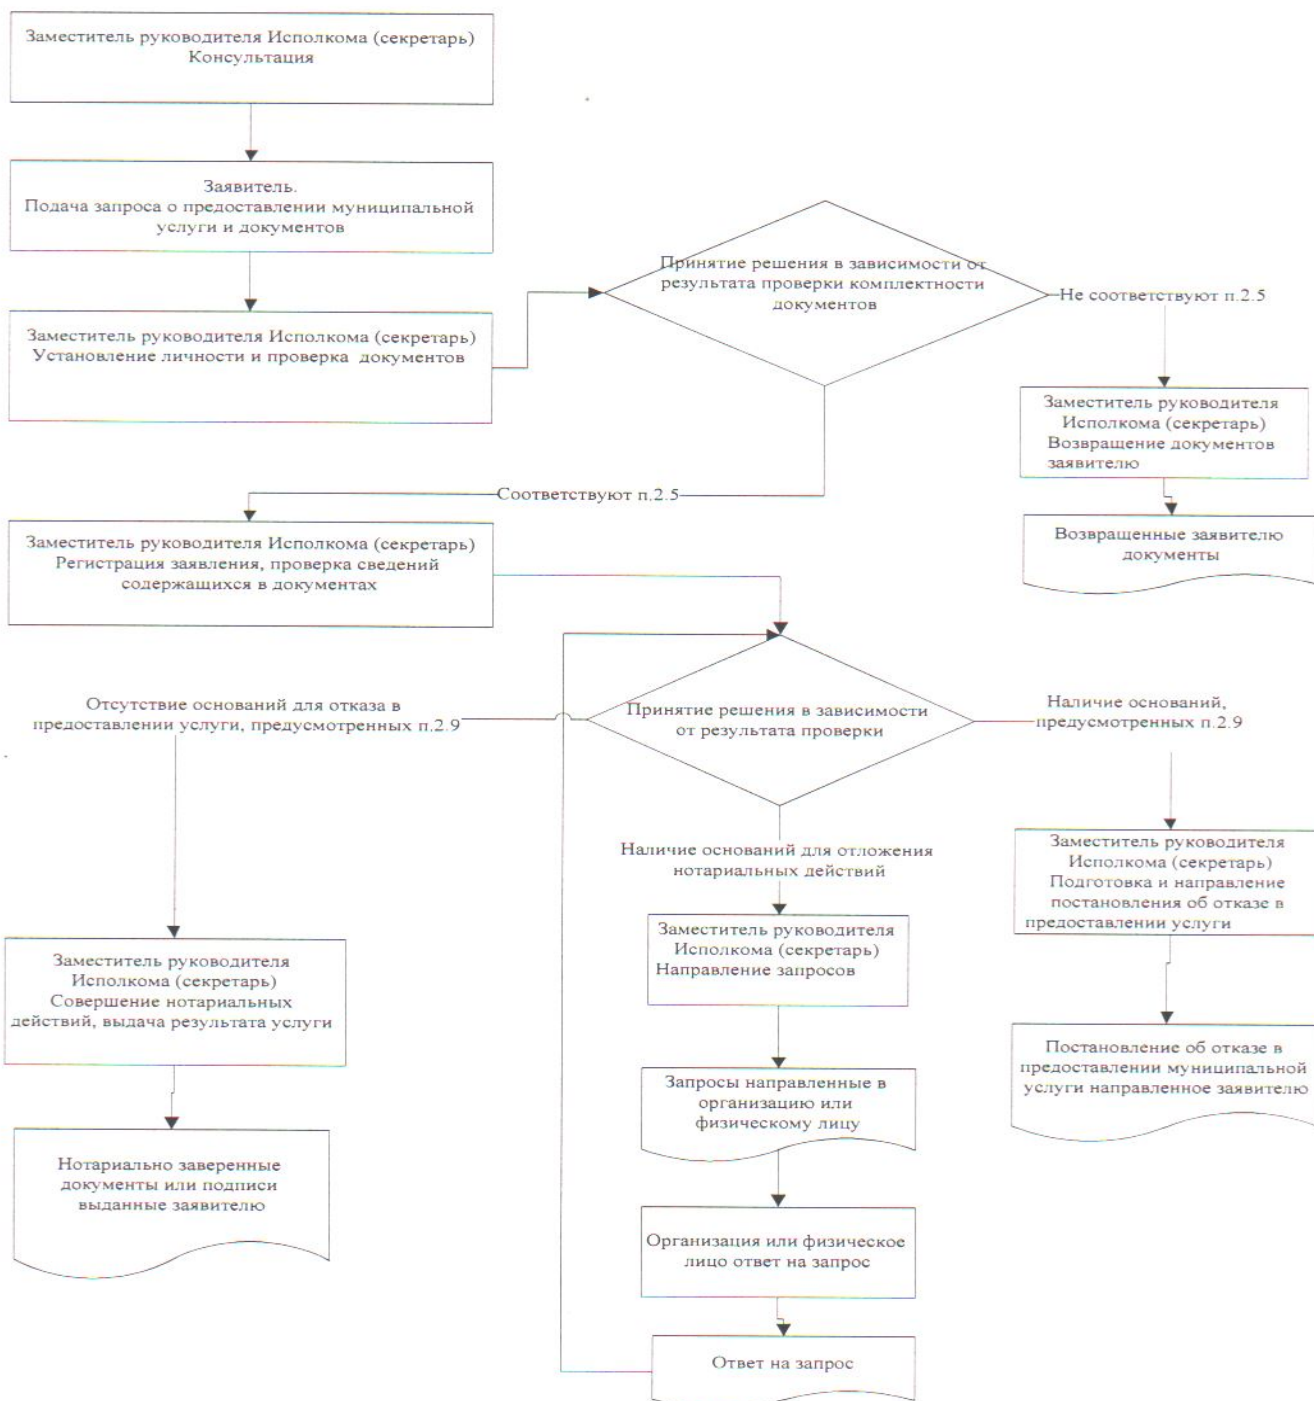 Заместитель руководителя Исполкома (секретарь)
Консультация
Заявитель.
Подача запроса о предоставлении муниципальной
услуги и документов
Заместитель руководителя Исполкома (секретарь)
Установление личности и проверка документов
Принятие решения в зависимости от
результата проверки комплектности
документов
Не соответствуют п.2.5
Заместитель руководителя
Исполкома (секретарь)
Возвращение документов
заявителю
Возвращенные заявителю
документы
Соответствуют п.2.5
Заместитель руководителя Исполкома (секретарь)
Регистрация заявления, проверка сведений
содержащихся в документах
Принятие решения в зависимости
от результата проверки
Отсутствие оснований для отказа в
предоставлении услуги, предусмотренных п.2.9
Наличие оснований,
предусмотренных п.2.9
Наличие оснований для отложения
нотариальных действий
Заместитель руководителя
Исполкома (секретарь)
Совершение нотариальных
действий, выдача результата услуги
Нотариально заверенные
документы или подписи
выданные заявителю
Заместитель руководителя
Исполкома (секретарь)
Направление запросов
Запросы направленные в
организацию или
физическому лицу
Организация или физическое
лицо ответ на запрос
Ответ на запрос
Заместитель руководителя
Исполкома (секретарь)
Подготовка и направление
постановления об отказе в
предоставлении услуги
Постановление об отказе в
предоставлении муниципальной
услуги направленное заявителю